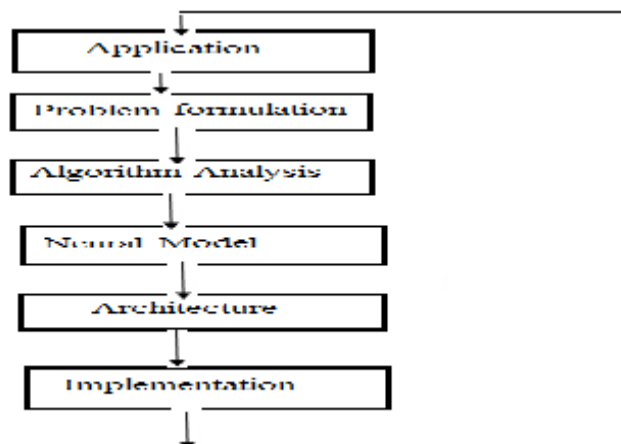 Application
Problem formulation
Algorithm Analysis
Neural Model
Architecture
Implementation